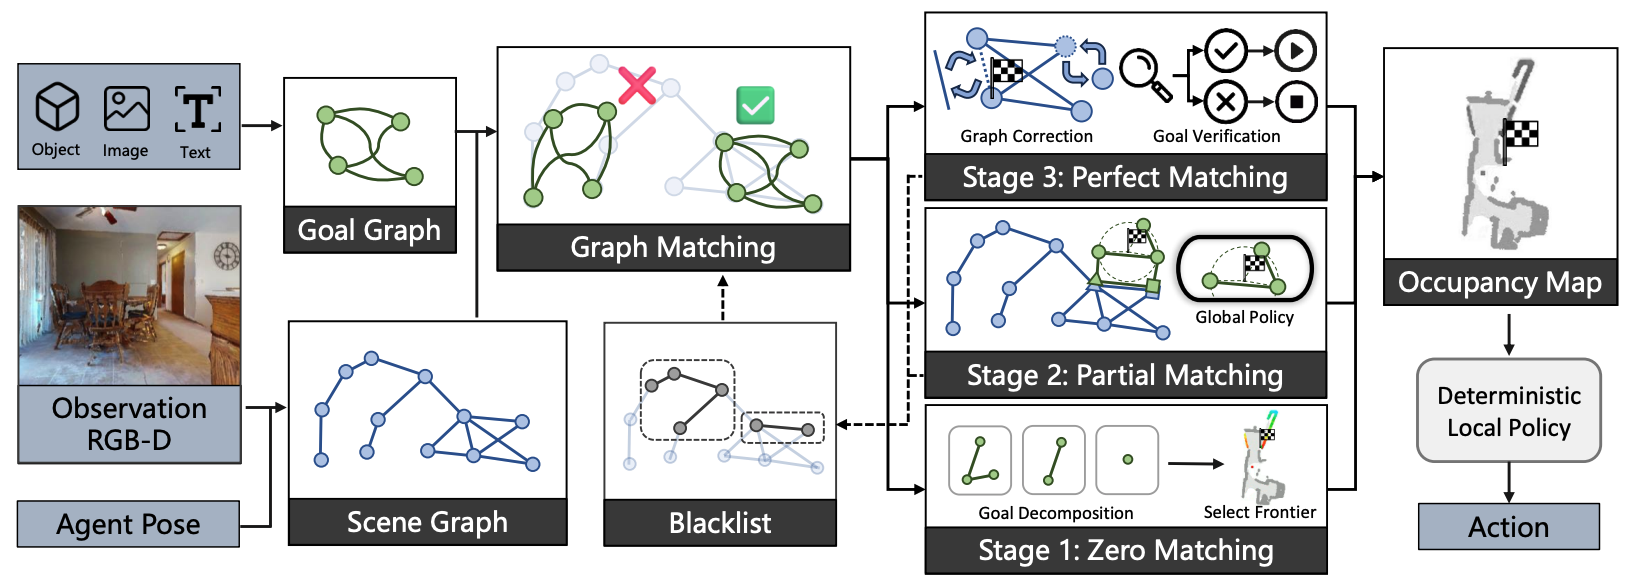 Object
Image
Text
Goal Graph
Observation
RGB-D
Agent Pose
Scene Graph
Graph Matching
Blacklist
Graph Correction
Goal Verification
Stage 3: Perfect Matching
Global Policy
Stage 2: Partial Matching
Goal Decomposition
Select Frontier
Stage 1: Zero Matching
Occupancy Map
Deterministic
Local Policy
Action